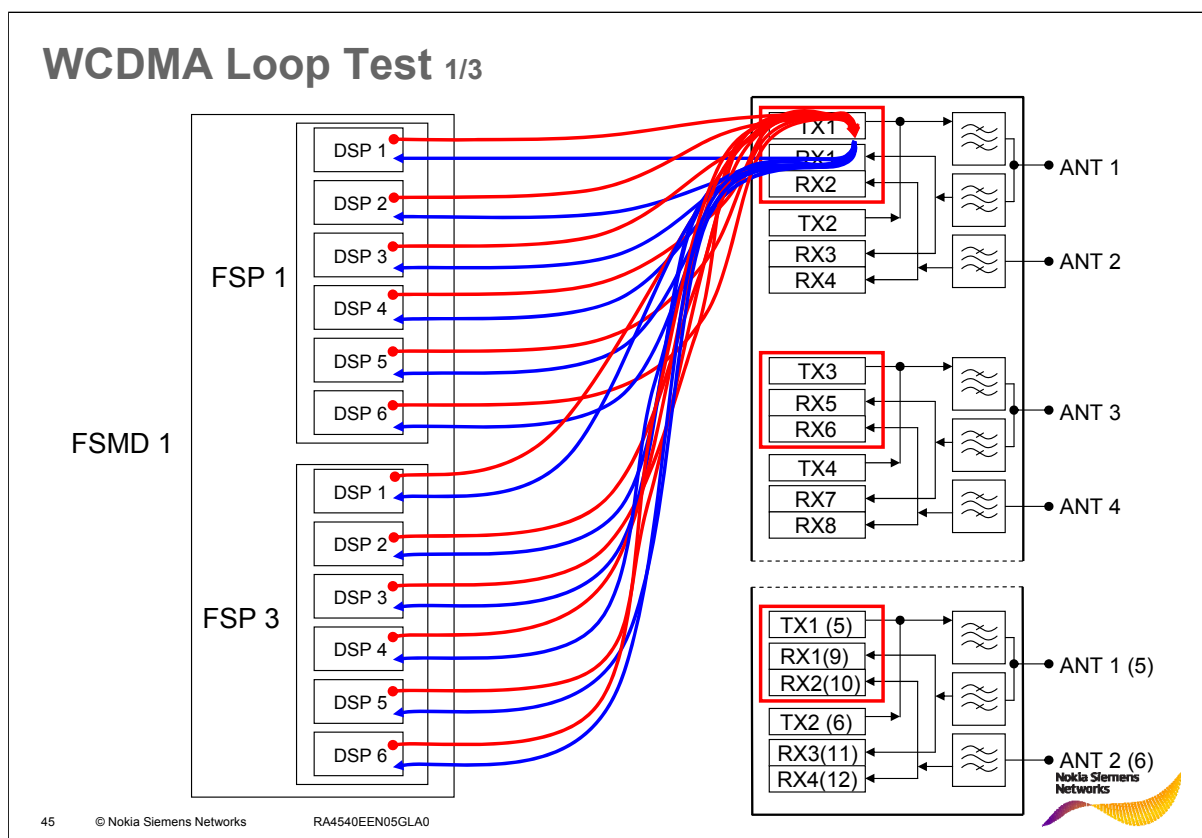 WCDMA Loop Test 1/3
FSMD 1
FSP 1
DSP 1
DSP 2
DSP 3
DSP 4
DSP 5
DSP 6
FSP 3
DSP 1
DSP 2
DSP 3
DSP 4
DSP 5
DSP 6
TX1
RX1
RX2
TX2
RX3
RX4
ANT 1
ANT 2
TX3
RX5
RX6
TX4
RX7
RX8
ANT 3
ANT 4
TX1 (5)
RX1(9)
RX2(10)
TX2 (6)
RX3(11)
RX4(12)
ANT 1 (5)
ANT 2 (6)
Nokia Siemens
Networks
45 © Nokia Siemens Networks RA4540EEN05GLA0